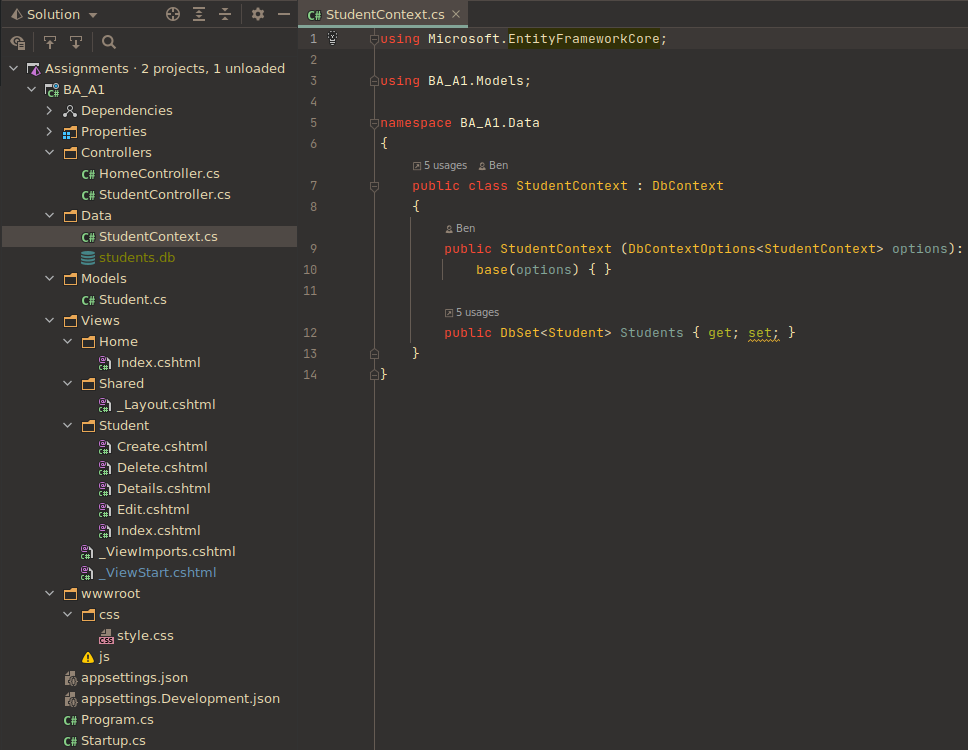 Solution
Assignments · 2 projects, 1 unloaded
BA_A1
Dependencies
Properties
Controllers
C# HomeController.cs
C# StudentController.cs
Data
C# StudentContext.cs
students.db
Models
C# Student.cs
Views
Home
Index.cshtml
Shared
_Layout.cshtml
Student
Create.cshtml
Delete.cshtml
Details.cshtml
Edit.cshtml
Index.cshtml
_ViewImports.cshtml
_ViewStart.cshtml
wwwroot
css
style.css
js
appsettings.json
appsettings.Development.json
C# Program.cs
C# Startup.cs
C# StudentContext.cs ×
1 using Microsoft.EntityFrameworkCore;
2
3 using BA_A1.Models;
4
5 namespace BA_A1.Data
6 {
5 usages Ben
7 public class StudentContext : DbContext
8 {
Ben
9 public StudentContext (DbContextOptions<StudentContext> options):
10 base(options) { }
11
5 usages
12 public DbSet<Student> Students { get; set; }
13 }
14 }